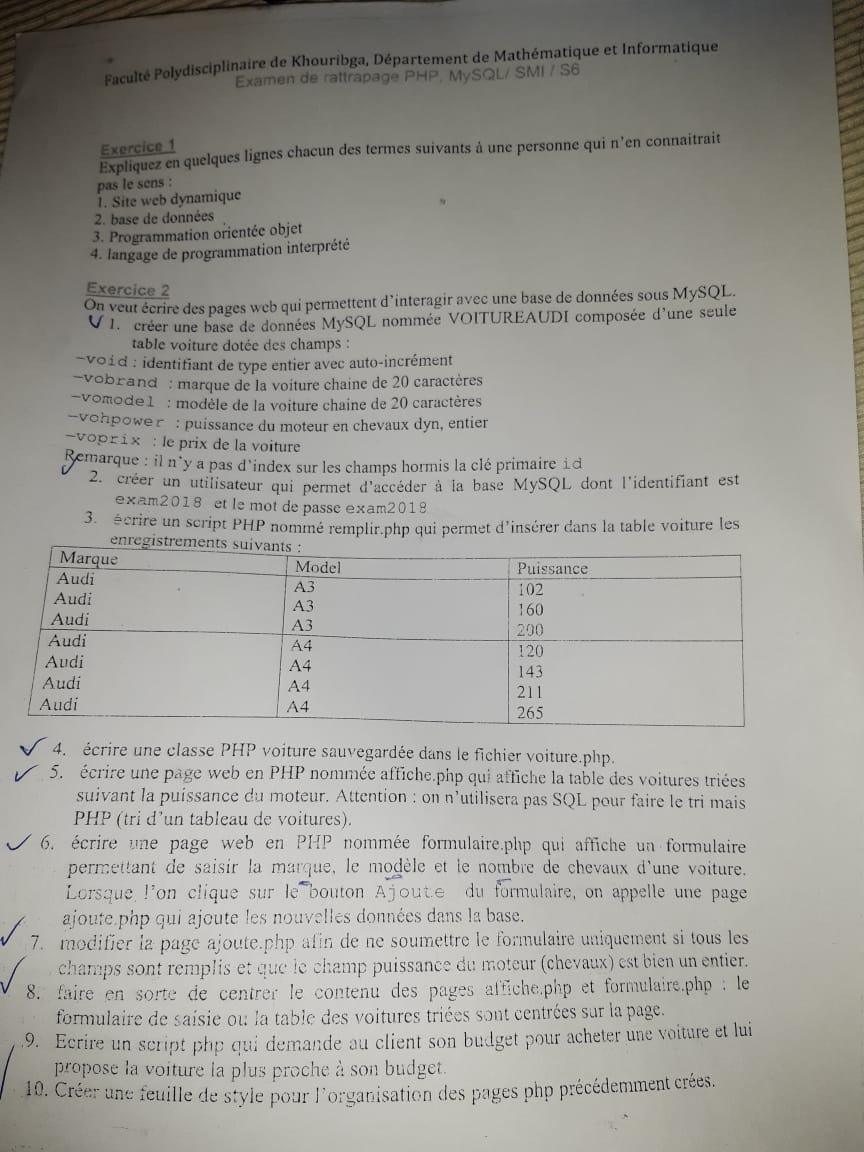 Faculté Polydisciplinaire de Khouribga, Département de Mathématique et Informatique
Examen de rattrapage PHP, MySQL/ SMI / S6
Exercice 1
Expliquez en quelques lignes chacun des termes suivants à une personne qui n'en connaitrait
pas le sens :
1. Site web dynamique
2. base de données
3. Programmation orientée objet
4. langage de programmation interprété
Exercice 2
On veut écrire des pages web qui permettent d'interagir avec une base de données sous MySQL.
1. créer une base de données MySQL nommée VOITUREAUDI composée d'une seule
table voiture dotée des champs :
-void : identifiant de type entier avec auto-incrément
-vobrand : marque de la voiture chaine de 20 caractères
-vomodel : modèle de la voiture chaine de 20 caractères
-vohpower : puissance du moteur en chevaux dyn, entier
-voprix : le prix de la voiture
Remarque : il n'y a pas d'index sur les champs hormis la clé primaire id
2. créer un utilisateur qui permet d'accéder à la base MySQL dont l'identifiant est
exam2018 et le mot de passe exam2018
3. écrire un script PHP nommé remplir.php qui permet d'insérer dans la table voiture les
enregistrements suivants :
Marque Model Puissance
Audi A3 102
Audi A3 160
Audi A3 200
Audi A4 120
Audi A4 143
Audi A4 211
Audi A4 265
4. écrire une classe PHP voiture sauvegardée dans le fichier voiture.php.
5. écrire une page web en PHP nommée affiche.php qui affiche la table des voitures triées
suivant la puissance du moteur. Attention : on n'utilisera pas SQL pour faire le tri mais
PHP (tri d'un tableau de voitures).
6. écrire une page web en PHP nommée formulaire.php qui affiche un formulaire
permettant de saisir la marque, le modèle et le nombre de chevaux d'une voiture.
Lorsque l'on clique sur le bouton Ajoute du formulaire, on appelle une page
ajoute.php qui ajoute les nouvelles données dans la base.
7. modifier la page ajoute.php afin de ne soumettre le formulaire uniquement si tous les
champs sont remplis et que le champ puissance du moteur (chevaux) est bien un entier.
8. faire en sorte de centrer le contenu des pages affiche.php et formulaire.php : le
formulaire de saisie ou la table des voitures triées sont centrées sur la page.
9. Ecrire un script php qui demande au client son budget pour acheter une voiture et lui
propose la voiture la plus proche à son budget.
10. Créer une feuille de style pour l'organisation des pages php précédemment crées.